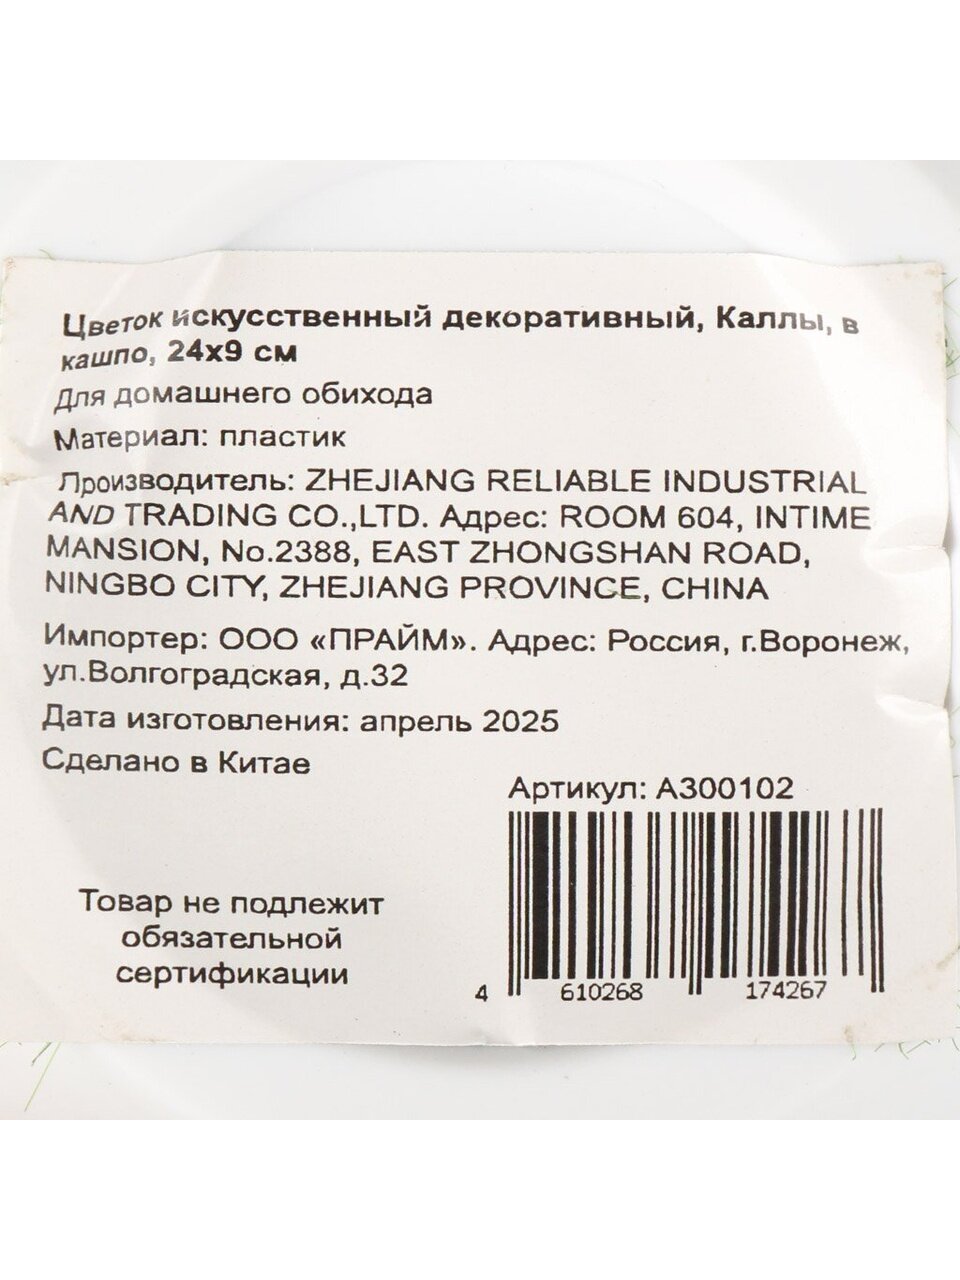 Цветок искусственный декоративный, Каллы, в
кашпо, 24х9 см
Для домашнего обихода
Материал: пластик
Производитель: ZHEJIANG RELIABLE INDUSTRIAL
AND TRADING CO.,LTD. Адрес: ROOM 604, INTIME
MANSION, No.2388, EAST ZHONGSHAN ROAD,
NINGBO CITY, ZHEJIANG PROVINCE, CHINA
Импортер: ООО «ПРАЙМ». Адрес: Россия, г.Воронеж,
ул.Волгоградская, д.32
Дата изготовления: апрель 2025
Сделано в Китае
Артикул: А300102
Товар не подлежит
обязательной
сертификации
4 610268 174267